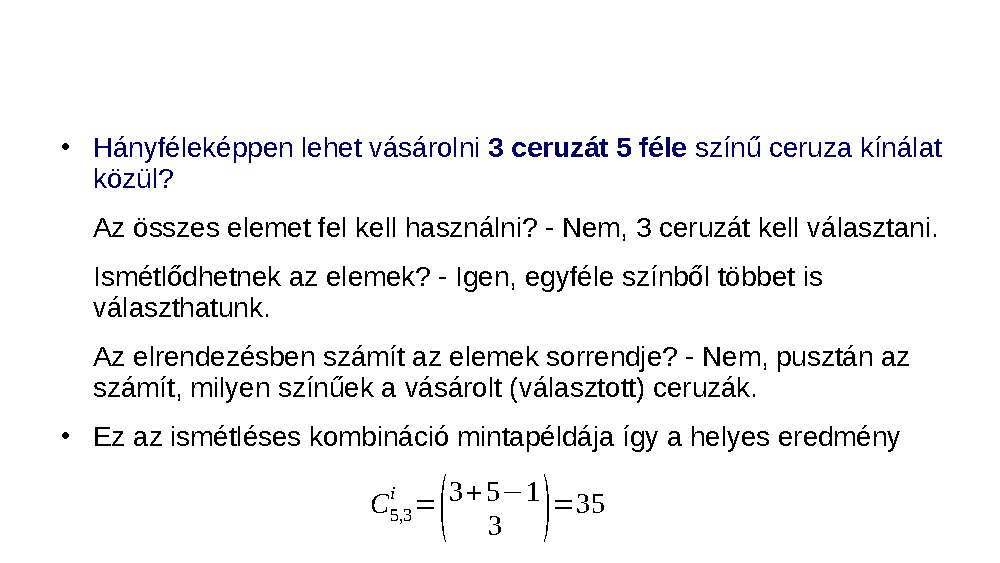 • Hányféleképpen lehet vásárolni 3 ceruzát 5 féle színű ceruza kínálat
közül?
Az összes elemet fel kell használni? - Nem, 3 ceruzát kell választani.
Ismétlődhetnek az elemek? - Igen, egyféle színből többet is
választhatunk.
Az elrendezésben számít az elemek sorrendje? - Nem, pusztán az
számít, milyen színűek a vásárolt (választott) ceruzák.
• Ez az ismétléses kombináció mintapéldája így a helyes eredmény
$C_{5,3}^{i}=\binom{3+5-1}{3}=35$